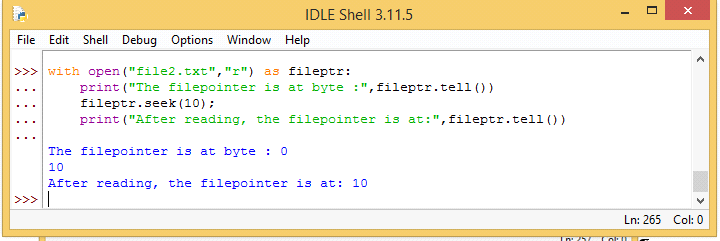 IDLE Shell 3.11.5
File Edit Shell Debug Options Window Help
>>> with open("file2.txt","r") as fileptr:
...     print("The filepointer is at byte :",fileptr.tell())
...     fileptr.seek(10);
...     print("After reading, the filepointer is at:",fileptr.tell())
...
The filepointer is at byte : 0
10
After reading, the filepointer is at: 10
>>>
Ln: 265 Col: 0